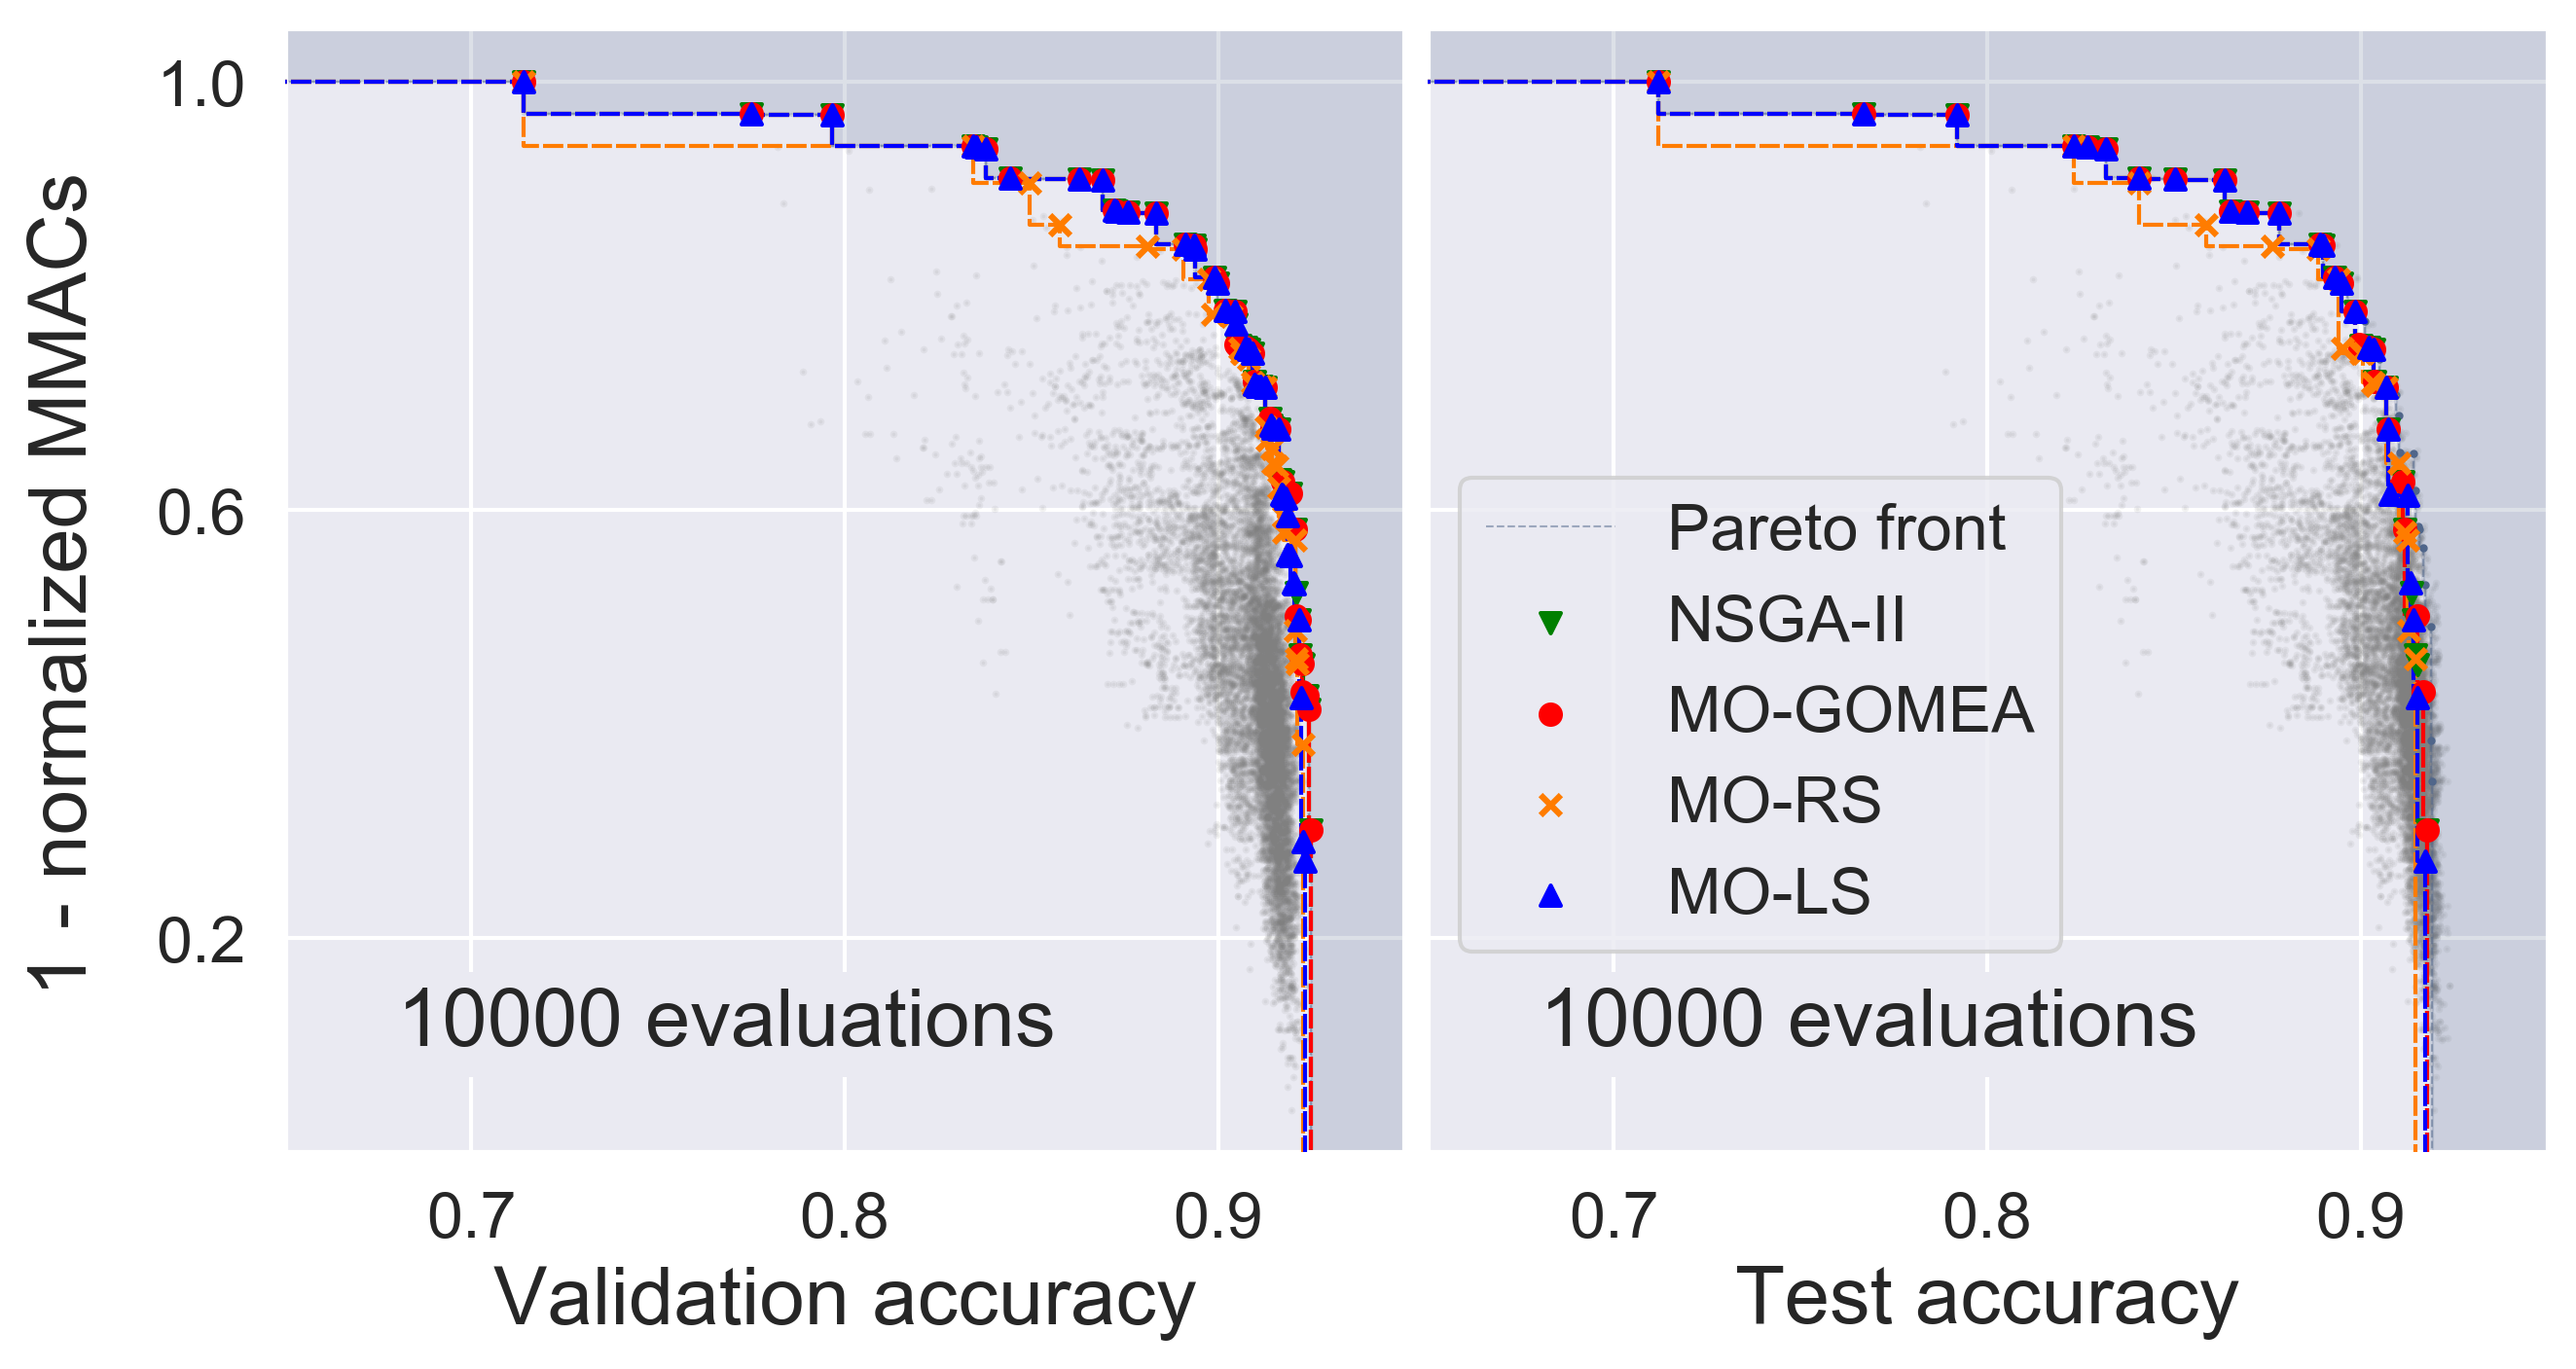 1 - normalized MMACs
1.0
0.6
0.2
10000 evaluations
0.7
0.8
0.9
Validation accuracy
Pareto front
NSGA-II
MO-GOMEA
MO-RS
MO-LS
10000 evaluations
0.7
0.8
0.9
Test accuracy